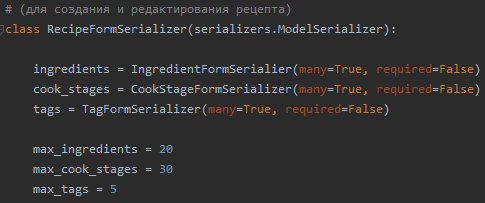 # (для создания и редактирования рецепта)
class RecipeFormSerializer(serializers.ModelSerializer):
ingredients = IngredientFormSerialier(many=True, required=False)
cook_stages = CookStageFormSerializer(many=True, required=False)
tags = TagFormSerializer(many=True, required=False)
max_ingredients = 20
max_cook_stages = 30
max_tags = 5